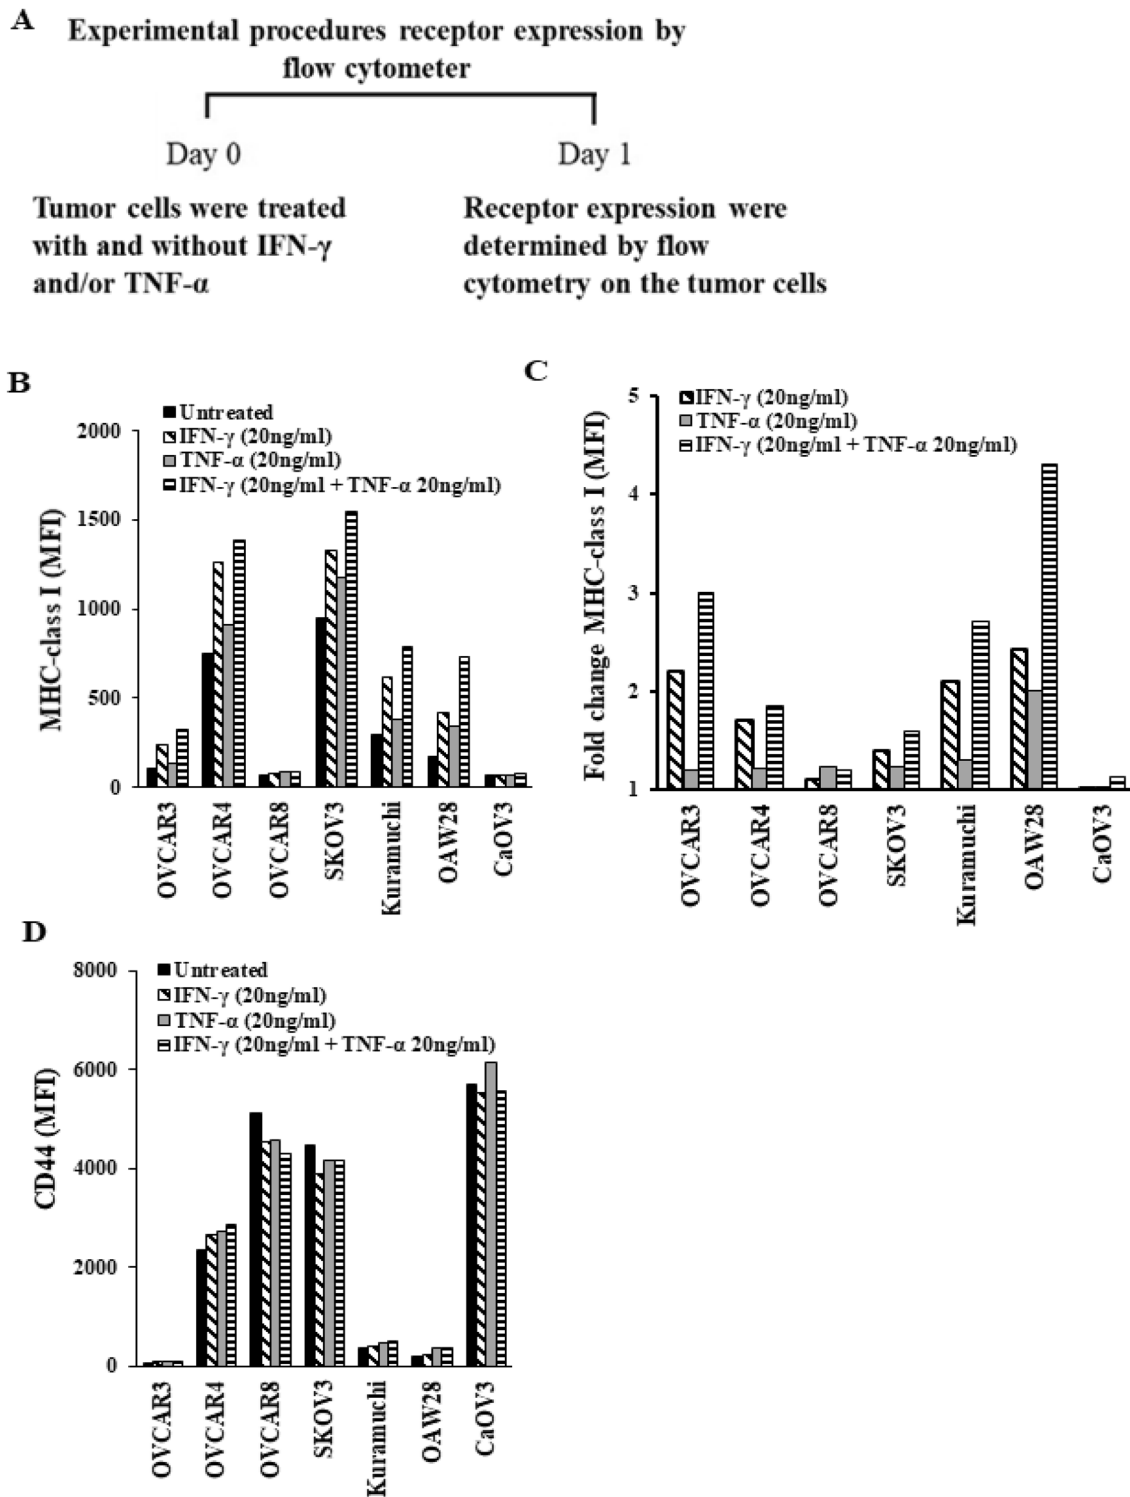 A
Experimental procedures receptor expression by
flow cytometer
Day 0
Day 1
Tumor cells were treated
with and without IFN-γ
and/or TNF-α
Receptor expression were
determined by flow
cytometry on the tumor cells
B
Untreated
IFN-γ (20ng/ml)
TNF-α (20ng/ml)
IFN-γ (20ng/ml + TNF-α 20ng/ml)
MHC-class I (MFI)
2000
1500
1000
500
0
OVCAR3
OVCAR4
OVCAR8
SKOV3
Kuramuchi
OAW28
CaOV3
C
IFN-γ (20ng/ml)
TNF-α (20ng/ml)
IFN-γ (20ng/ml + TNF-α 20ng/ml)
Fold change MHC-class I (MFI)
5
4
3
2
1
OVCAR3
OVCAR4
OVCAR8
SKOV3
Kuramuchi
OAW28
CaOV3
D
Untreated
IFN-γ (20ng/ml)
TNF-α (20ng/ml)
IFN-γ (20ng/ml + TNF-α 20ng/ml)
CD44 (MFI)
8000
6000
4000
2000
0
OVCAR3
OVCAR4
OVCAR8
SKOV3
Kuramuchi
OAW28
CaOV3